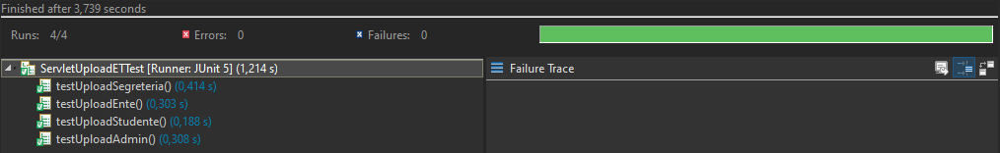 Finished after 3,739 seconds
Runs: 4/4 Errors: 0 Failures: 0
ServletUploadETTest [Runner: JUnit 5] (1,214 s)
Failure Trace
testUploadSegreteria() (0,414 s)
testUploadEnte() (0,303 s)
testUploadStudente() (0,188 s)
testUploadAdmin() (0,308 s)